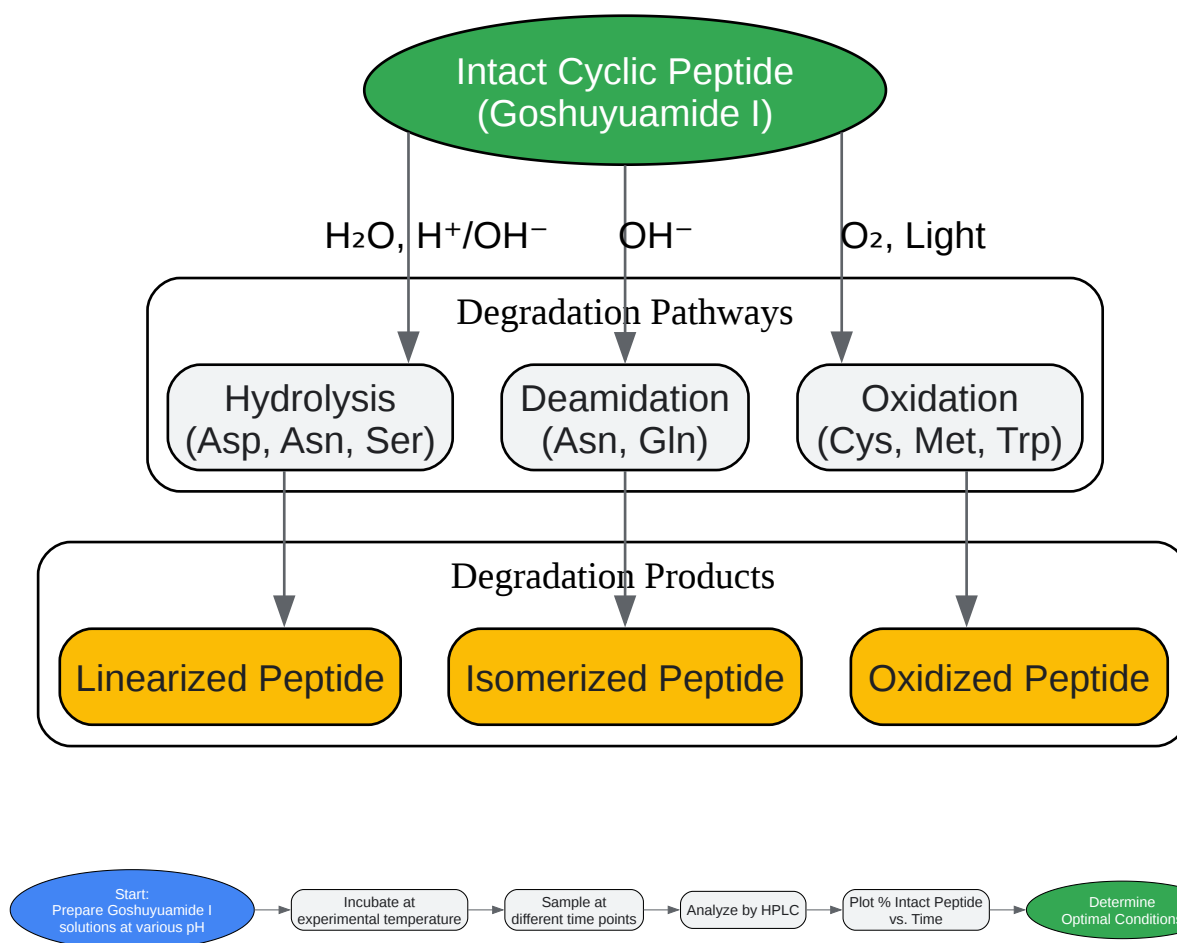 Intact Cyclic Peptide
(Goshuyuamide I)
H₂O, H⁺/OH⁻
OH⁻
O₂, Light
Degradation Pathways
Hydrolysis
(Asp, Asn, Ser)
Deamidation
(Asn, Gln)
Oxidation
(Cys, Met, Trp)
Degradation Products
Linearized Peptide
Isomerized Peptide
Oxidized Peptide
Start:
Prepare Goshuyuamide I
solutions at various pH
Incubate at
experimental temperature
Sample at
different time points
Analyze by HPLC
Plot % Intact Peptide
vs. Time
Determine
Optimal Conditions